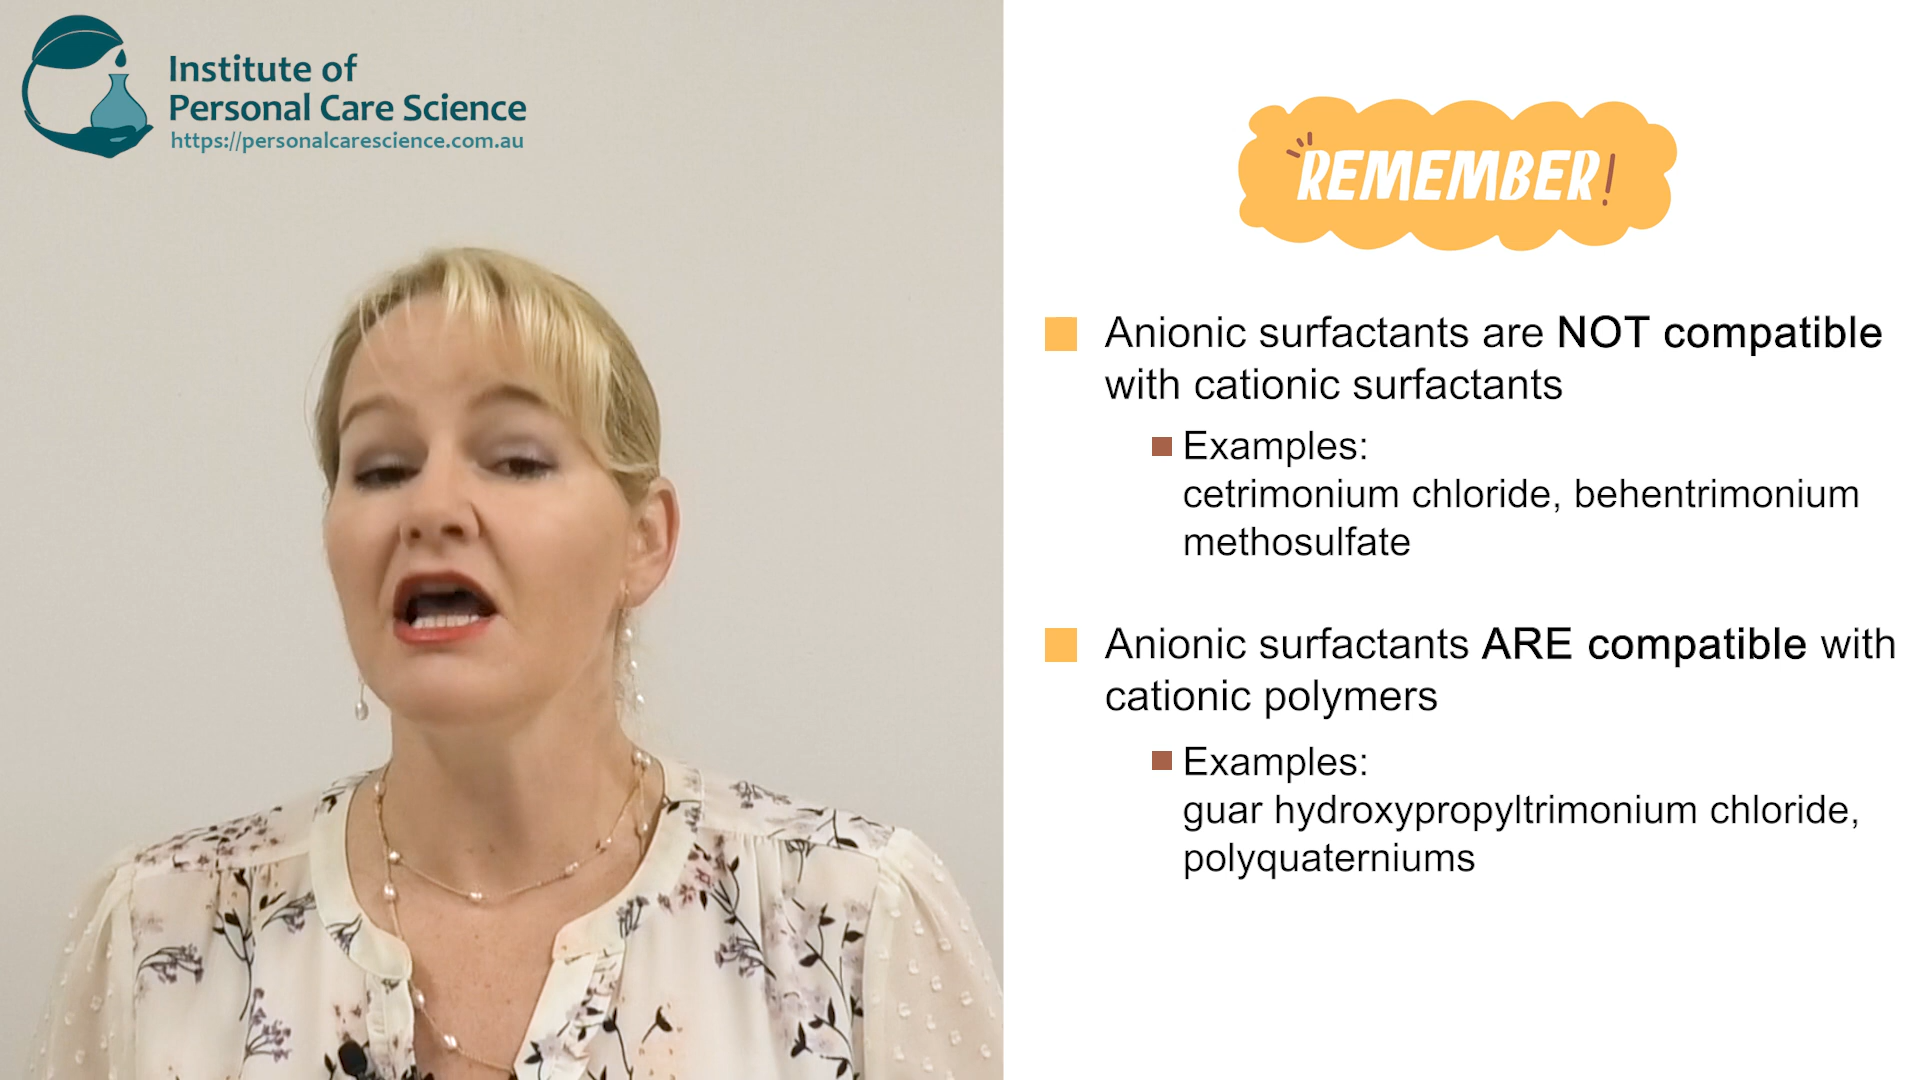 Institute of
Personal Care Science
https://personalcarescience.com.au
REMEMBER!
Anionic surfactants are NOT compatible
with cationic surfactants
Examples:
cetrimonium chloride, behentrimonium
methosulfate
Anionic surfactants ARE compatible with
cationic polymers
Examples:
guar hydroxypropyltrimonium chloride,
polyquaterniums